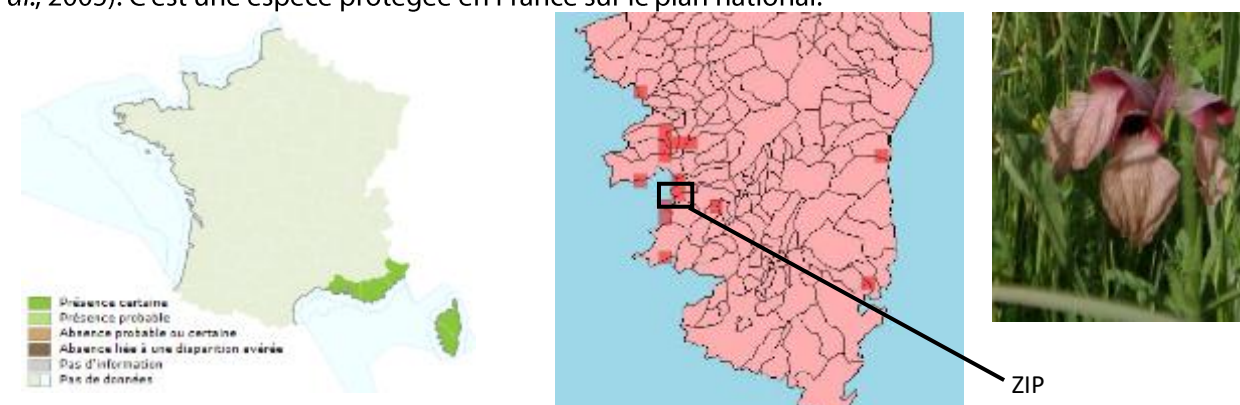 al., 2005). C'est une espèce protégée en France sur le plan national.
Présence certaine
Présence probable
Absence probable ou certaine
Absence liée à une disparition avérée
Pas d'information
Pas de données
ZIP